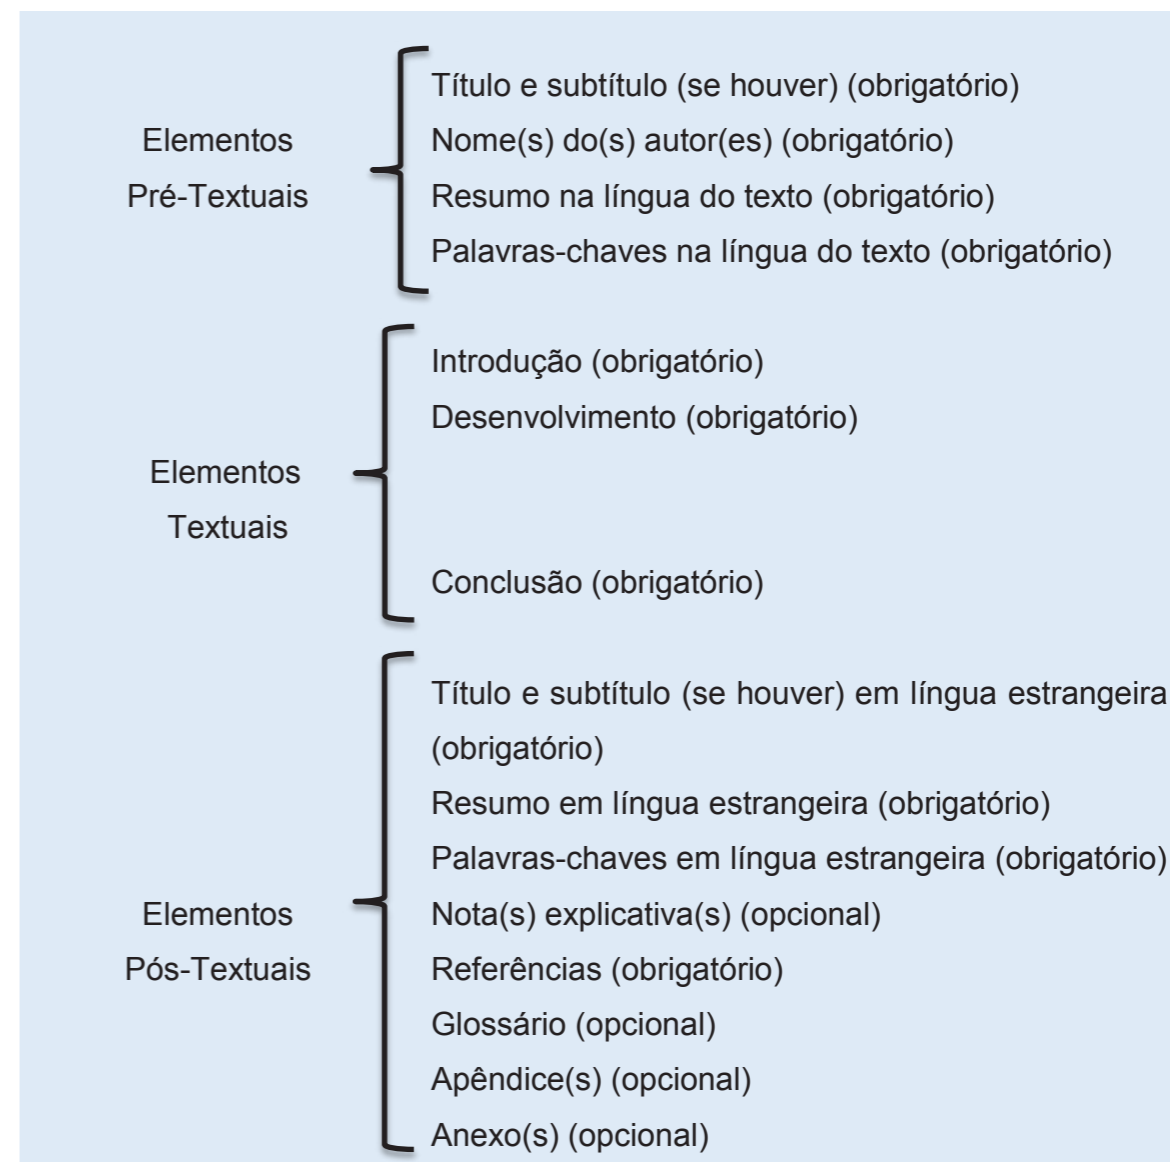 Elementos
Pré-Textuais
Título e subtítulo (se houver) (obrigatório)
Nome(s) do(s) autor(es) (obrigatório)
Resumo na língua do texto (obrigatório)
Palavras-chaves na língua do texto (obrigatório)
Elementos
Textuais
Introdução (obrigatório)
Desenvolvimento (obrigatório)
Conclusão (obrigatório)
Elementos
Pós-Textuais
Título e subtítulo (se houver) em língua estrangeira
(obrigatório)
Resumo em língua estrangeira (obrigatório)
Palavras-chaves em língua estrangeira (obrigatório)
Nota(s) explicativa(s) (opcional)
Referências (obrigatório)
Glossário (opcional)
Apêndice(s) (opcional)
Anexo(s) (opcional)